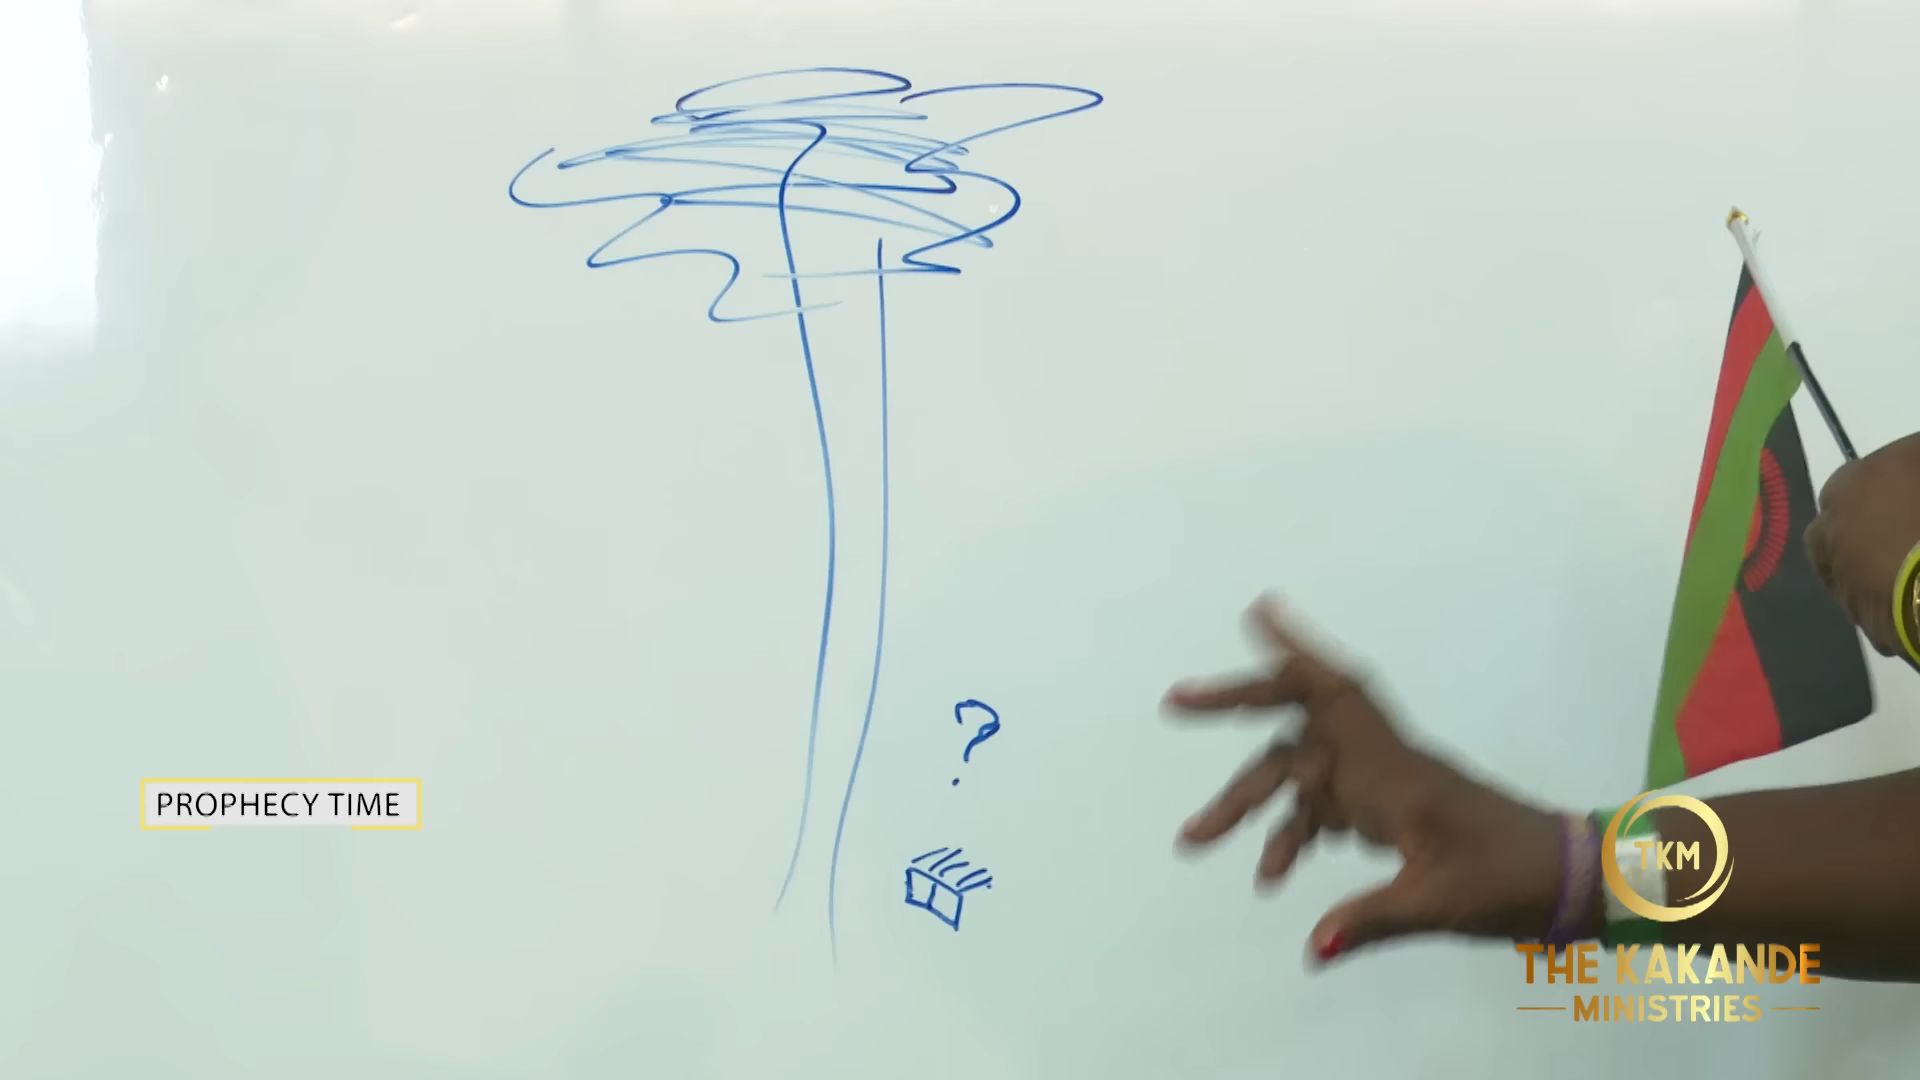 ?
PROPHECY TIME
TKM
THE KAKANDE
MINISTRIES